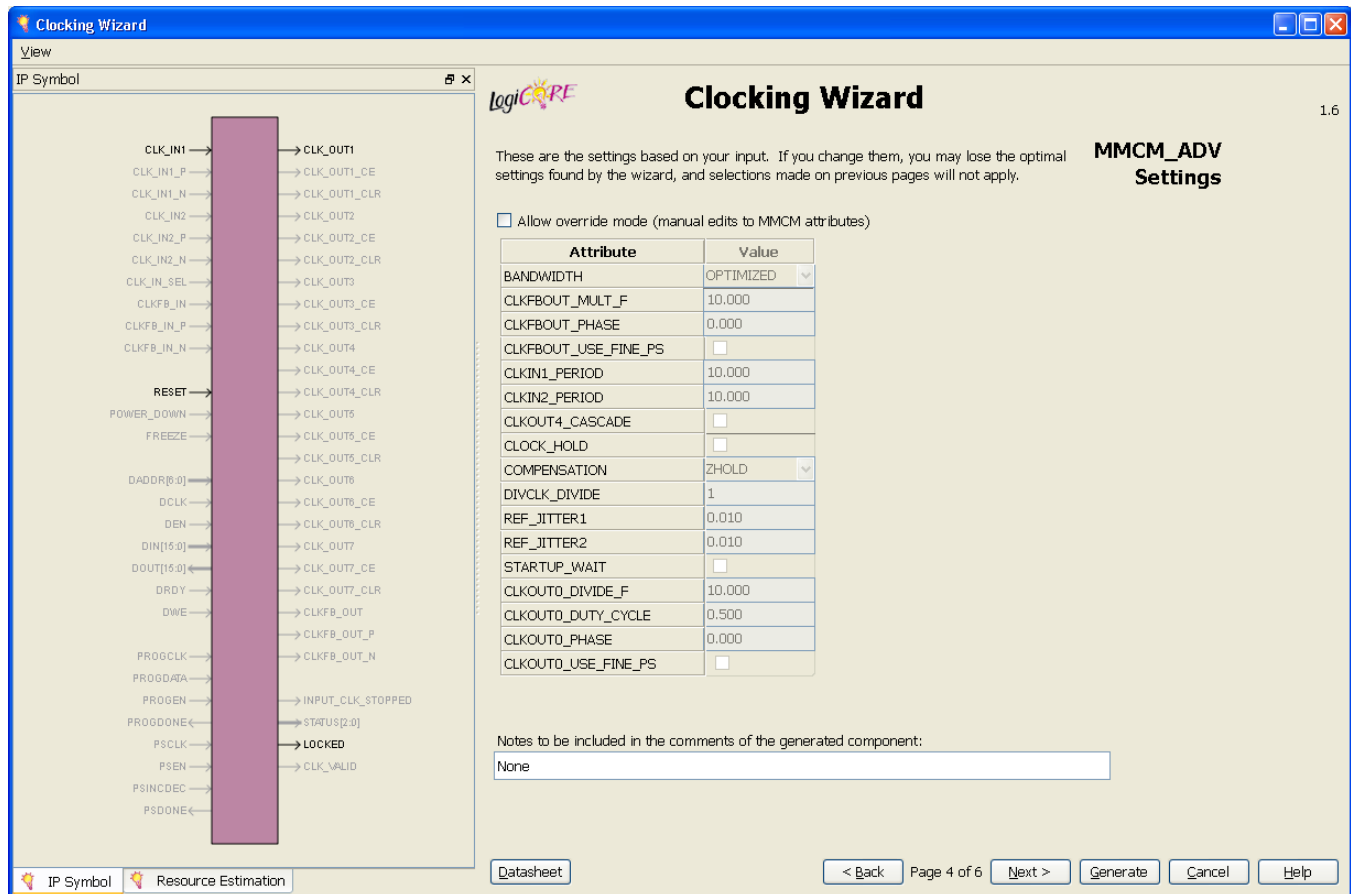 Clocking Wizard
View
IP Symbol
CLK_IN1 CLK_OUT1
CLK_IN1_P CLK_OUT1_CE
CLK_IN1_N CLK_OUT1_CLR
CLK_IN2 CLK_OUT2
CLK_IN2_P CLK_OUT2_CE
CLK_IN2_N CLK_OUT2_CLR
CLK_IN_SEL CLK_OUT3
CLKFB_IN CLK_OUT3_CE
CLKFB_IN_P CLK_OUT3_CLR
CLKFB_IN_N CLK_OUT4
CLK_OUT4_CE
RESET CLK_OUT4_CLR
POWER_DOWN CLK_OUT5
FREEZE CLK_OUT5_CE
CLK_OUT5_CLR
DADDR[6:0] CLK_OUT6
DCLK CLK_OUT6_CE
DEN CLK_OUT6_CLR
DIN[15:0] CLK_OUT7
DOUT[15:0] CLK_OUT7_CE
DRDY CLK_OUT7_CLR
DWE CLKFB_OUT
CLKFB_OUT_P
PROGCLK CLKFB_OUT_N
PROGDATA
PROGEN INPUT_CLK_STOPPED
PROGDONE STATUS[2:0]
PSCLK LOCKED
PSEN CLK_VALID
PSINCDEC
PSDONE
IP Symbol Resource Estimation
LogiCORE
Clocking Wizard
1.6
These are the settings based on your input. If you change them, you may lose the optimal
settings found by the wizard, and selections made on previous pages will not apply.
MMCM_ADV
Settings
Allow override mode (manual edits to MMCM attributes)
Attribute Value
BANDWIDTH OPTIMIZED
CLKFBOUT_MULT_F 10.000
CLKFBOUT_PHASE 0.000
CLKFBOUT_USE_FINE_PS
CLKIN1_PERIOD 10.000
CLKIN2_PERIOD 10.000
CLKOUT4_CASCADE
CLOCK_HOLD
COMPENSATION ZHOLD
DIVCLK_DIVIDE 1
REF_JITTER1 0.010
REF_JITTER2 0.010
STARTUP_WAIT
CLKOUT0_DIVIDE_F 10.000
CLKOUT0_DUTY_CYCLE 0.500
CLKOUT0_PHASE 0.000
CLKOUT0_USE_FINE_PS
Notes to be included in the comments of the generated component:
None
Datasheet < Back Page 4 of 6 Next > Generate Cancel Help